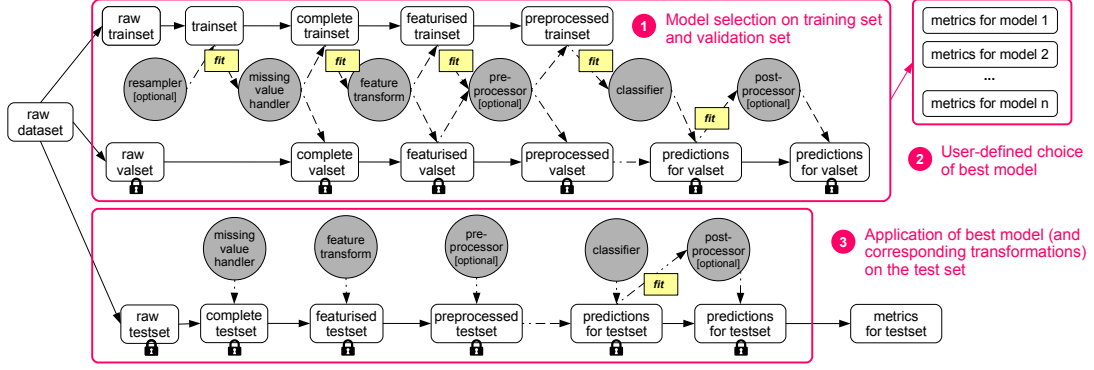 raw
trainset
trainset
complete
trainset
featurised
trainset
preprocessed
trainset
1
Model selection on training set
and validation set
metrics for model 1
metrics for model 2
...
metrics for model n
fit
fit
fit
fit
resampler
[optional]
missing
value
handler
feature
transform
pre-
processor
[optional]
classifier
post-
processor
[optional]
fit
raw
dataset
raw
valset
complete
valset
featurised
valset
preprocessed
valset
predictions
for valset
predictions
for valset
2
User-defined choice
of best model
missing
value
handler
feature
transform
pre-
processor
[optional]
classifier
post-
processor
[optional]
fit
3
Application of best model (and
corresponding transformations)
on the test set
raw
testset
complete
testset
featurised
testset
preprocessed
testset
predictions
for testset
predictions
for testset
metrics
for testset